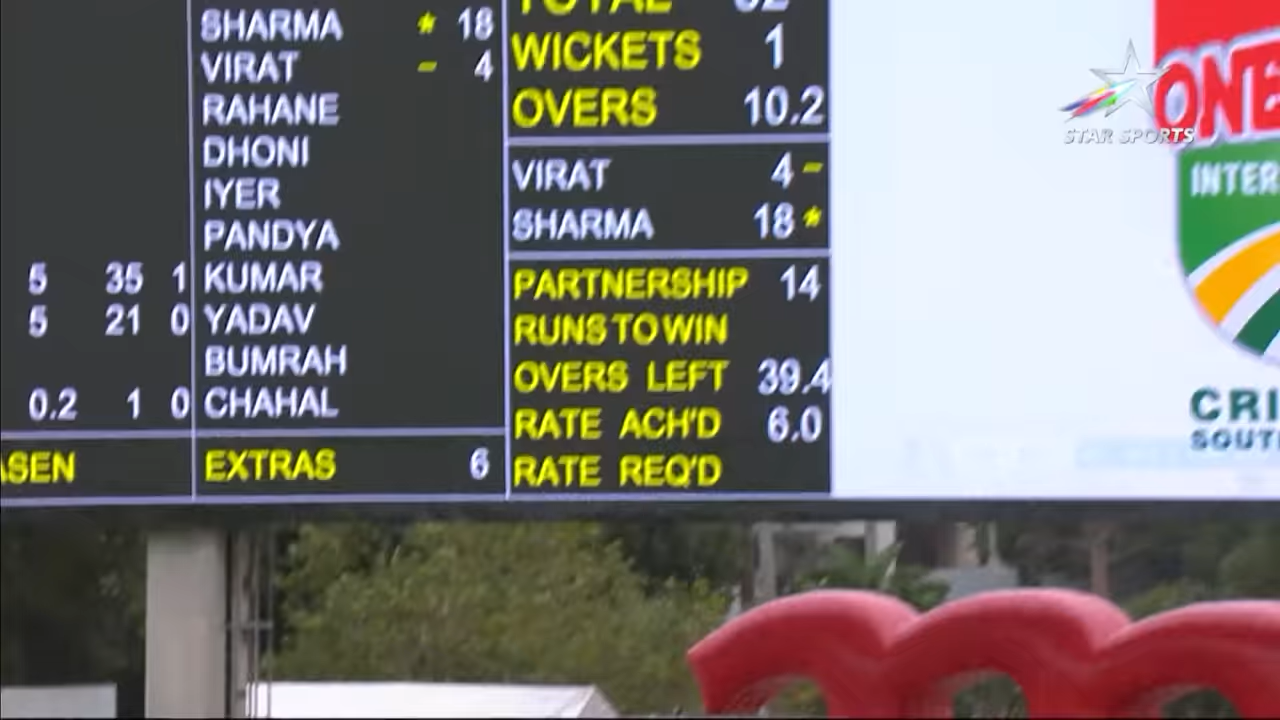 SHARMA * 18
VIRAT - 4
RAHANE
DHONI
IYER
PANDYA
5 35 1 KUMAR
5 21 0 YADAV
BUMRAH
0.2 1 0 CHAHAL
ASEN
EXTRAS 6
TOTAL
WICKETS 1
OVERS 10.2
VIRAT 4 -
SHARMA 18 *
PARTNERSHIP 14
RUNS TO WIN
OVERS LEFT 39.4
RATE ACH'D 6.0
RATE REQ'D
STAR SPORTS
ONE
INTER
CRI
SOUT